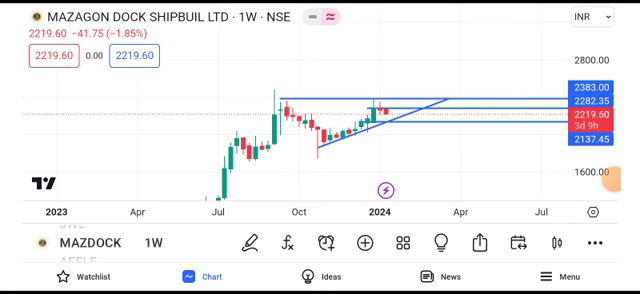 MAZAGON DOCK SHIPBUIL LTD · 1W · NSE
INR
2219.60 −41.75 (−1.85%)
2219.60 0.00 2219.60
2800.00
2383.00
2282.35
2219.60
3d 9h
2137.45
1600.00
2023 Apr Jul Oct 2024 Apr Jul
MAZDOCK 1W
Watchlist Chart Ideas News Menu